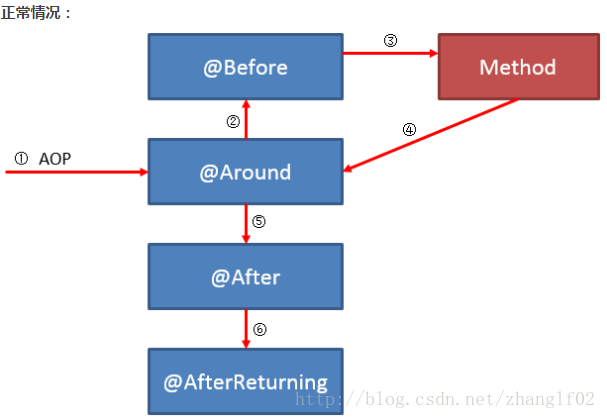 正常情况：
@Before
③
Method
②
④
① AOP
@Around
⑤
@After
⑥
@AfterReturning
http://blog.csdn.net/zhanglf02